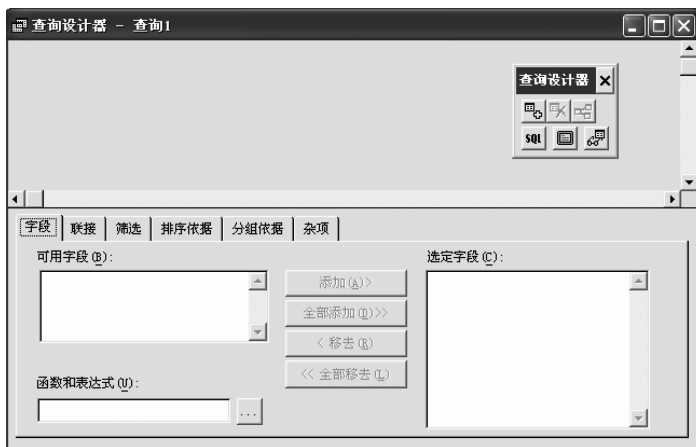 查询设计器 - 查询1
查询设计器
SQL
字段 联接 筛选 排序依据 分组依据 杂项
可用字段(B):
选定字段(C):
添加(A)>
全部添加(D)>>
<移去(R)
<<全部移去(L)
函数和表达式(U):
...